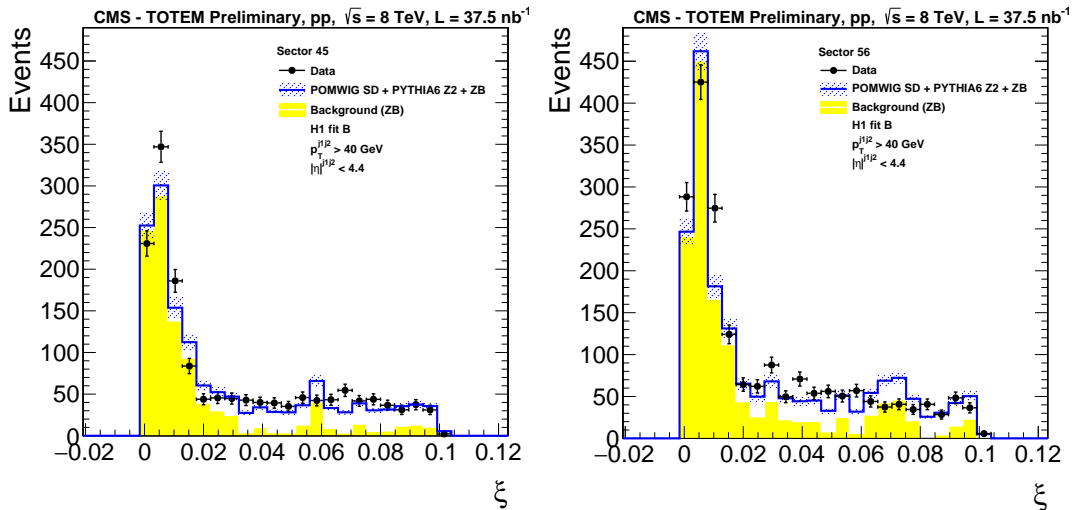 CMS - TOTEM Preliminary, pp, √s = 8 TeV, L = 37.5 nb⁻¹
Events
450
400
350
300
250
200
150
100
50
0
Sector 45
Data
POMWIG SD + PYTHIA6 Z2 + ZB
Background (ZB)
H1 fit B
p_T^{j1j2} > 40 GeV
|η|^{j1j2} < 4.4
−0.02 0 0.02 0.04 0.06 0.08 0.1 0.12
ξ
CMS - TOTEM Preliminary, pp, √s = 8 TeV, L = 37.5 nb⁻¹
Events
450
400
350
300
250
200
150
100
50
0
Sector 56
Data
POMWIG SD + PYTHIA6 Z2 + ZB
Background (ZB)
H1 fit B
p_T^{j1j2} > 40 GeV
|η|^{j1j2} < 4.4
−0.02 0 0.02 0.04 0.06 0.08 0.1 0.12
ξ